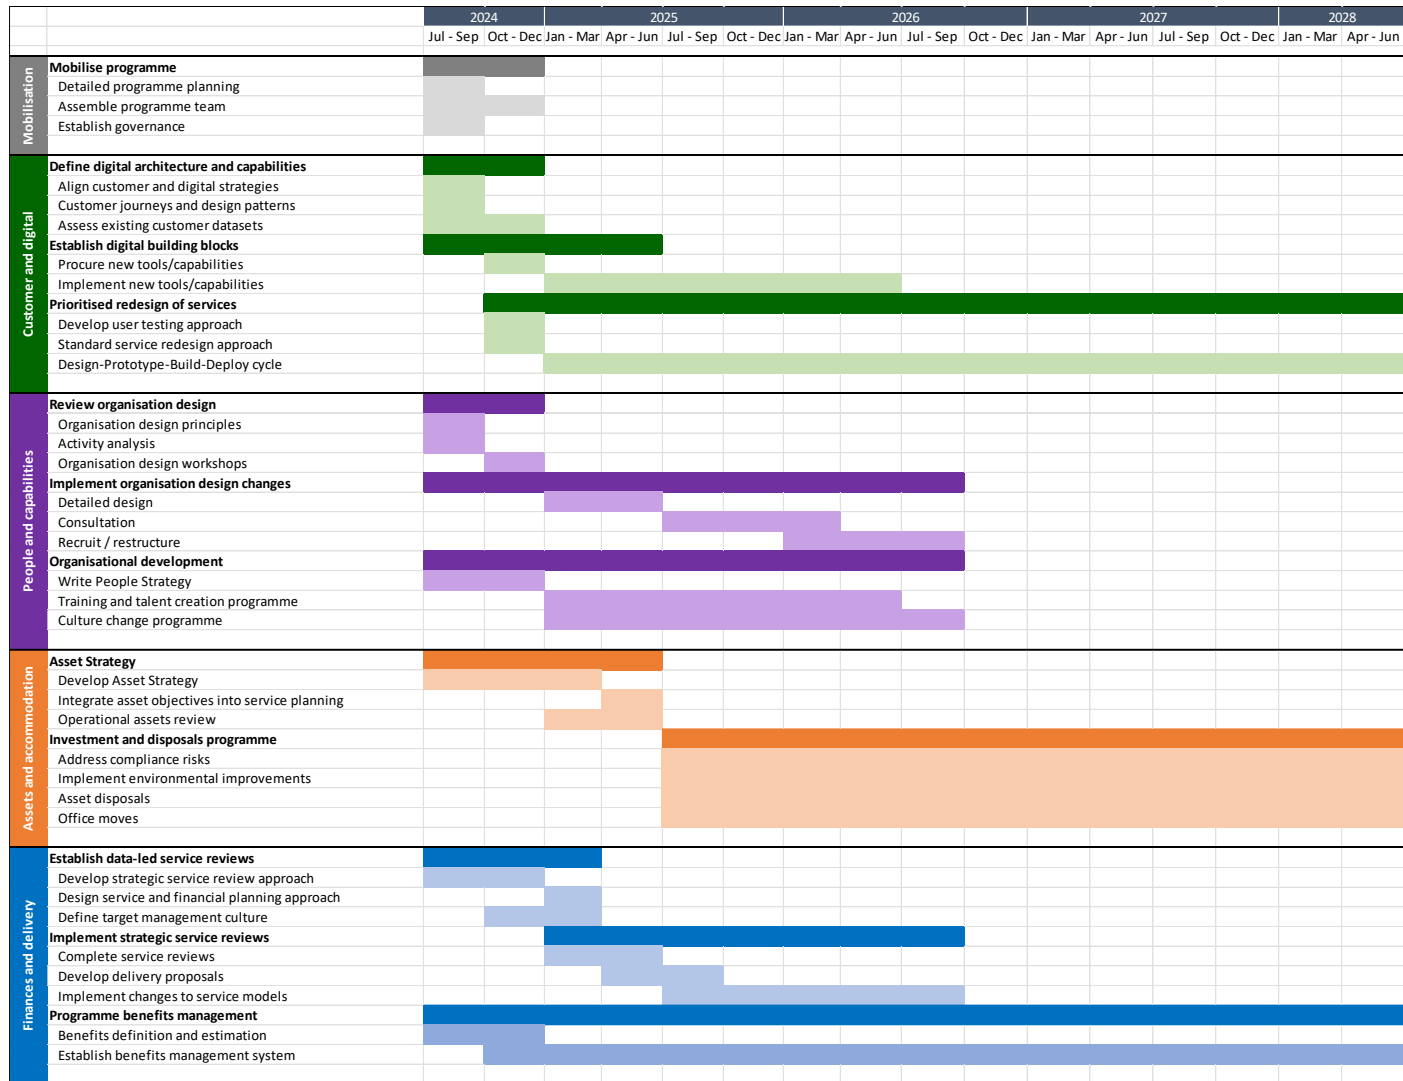 2024 2025 2026 2027 2028
Jul - Sep Oct - Dec Jan - Mar Apr - Jun Jul - Sep Oct - Dec Jan - Mar Apr - Jun Jul - Sep Oct - Dec Jan - Mar Apr - Jun Jul - Sep Oct - Dec Jan - Mar Apr - Jun
Mobilisation
Mobilise programme
Detailed programme planning
Assemble programme team
Establish governance
Customer and digital
Define digital architecture and capabilities
Align customer and digital strategies
Customer journeys and design patterns
Assess existing customer datasets
Establish digital building blocks
Procure new tools/capabilities
Implement new tools/capabilities
Prioritised redesign of services
Develop user testing approach
Standard service redesign approach
Design-Prototype-Build-Deploy cycle
People and capabilities
Review organisation design
Organisation design principles
Activity analysis
Organisation design workshops
Implement organisation design changes
Detailed design
Consultation
Recruit / restructure
Organisational development
Write People Strategy
Training and talent creation programme
Culture change programme
Assets and accommodation
Asset Strategy
Develop Asset Strategy
Integrate asset objectives into service planning
Operational assets review
Investment and disposals programme
Address compliance risks
Implement environmental improvements
Asset disposals
Office moves
Finances and delivery
Establish data-led service reviews
Develop strategic service review approach
Design service and financial planning approach
Define target management culture
Implement strategic service reviews
Complete service reviews
Develop delivery proposals
Implement changes to service models
Programme benefits management
Benefits definition and estimation
Establish benefits management system